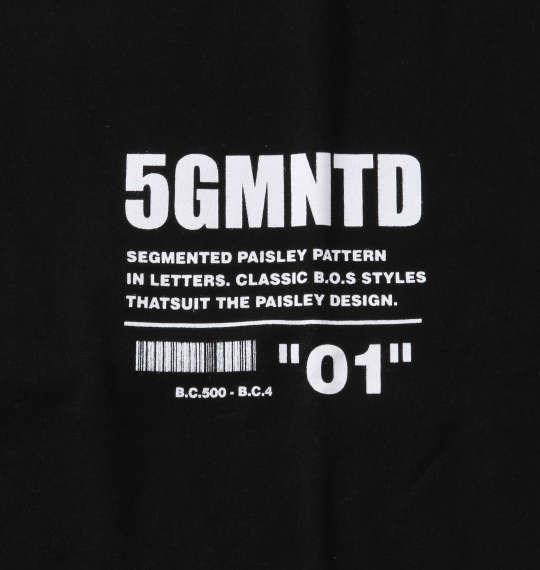 5GMNTD
SEGMENTED PAISLEY PATTERN
IN LETTERS. CLASSIC B.O.S STYLES
THATSUIT THE PAISLEY DESIGN.
"01"
B.C.500 - B.C.4